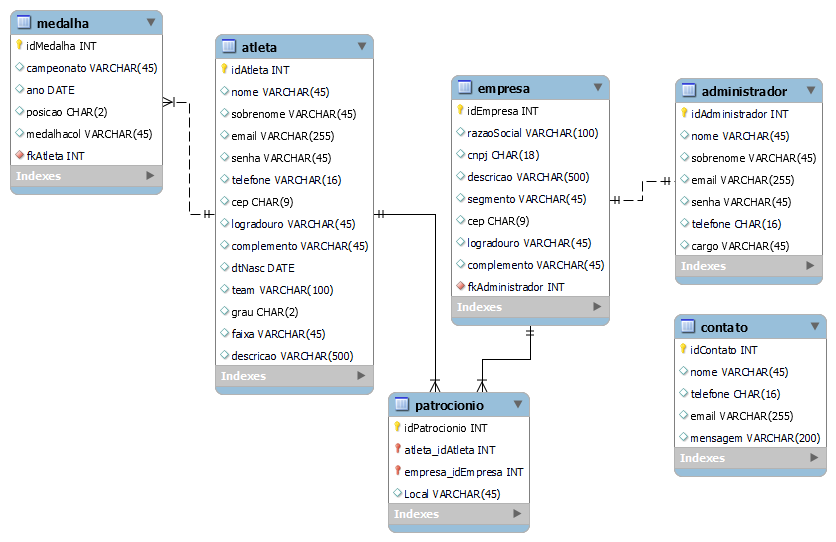 medalha
idMedalha INT
campeonato VARCHAR(45)
ano DATE
posicao CHAR(2)
medalhacol VARCHAR(45)
fkAtleta INT
Indexes
atleta
idAtleta INT
nome VARCHAR(45)
sobrenome VARCHAR(45)
email VARCHAR(255)
senha VARCHAR(45)
telefone VARCHAR(16)
cep CHAR(9)
logradouro VARCHAR(45)
complemento VARCHAR(45)
dtNasc DATE
team VARCHAR(100)
grau CHAR(2)
faixa VARCHAR(45)
descricao VARCHAR(500)
Indexes
empresa
idEmpresa INT
razaoSocial VARCHAR(100)
cnpj CHAR(18)
descricao VARCHAR(500)
segmento VARCHAR(45)
cep CHAR(9)
logradouro VARCHAR(45)
complemento VARCHAR(45)
fkAdministrador INT
Indexes
administrador
idAdministrador INT
nome VARCHAR(45)
sobrenome VARCHAR(45)
email VARCHAR(255)
senha VARCHAR(45)
telefone CHAR(16)
cargo VARCHAR(45)
Indexes
contato
idContato INT
nome VARCHAR(45)
telefone CHAR(16)
email VARCHAR(255)
mensagem VARCHAR(200)
Indexes
patrocionio
idPatrocionio INT
atleta_idAtleta INT
empresa_idEmpresa INT
Local VARCHAR(45)
Indexes